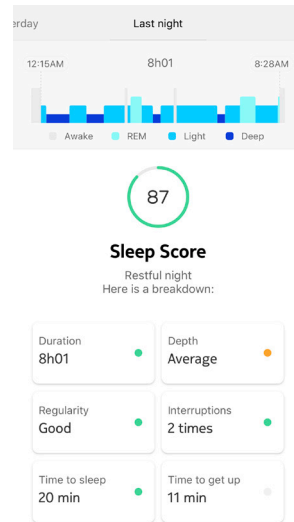 erday
Last night
12:15AM
8h01
8:28AM
Awake
REM
Light
Deep
87
Sleep Score
Restful night
Here is a breakdown:
Duration
8h01
Depth
Average
Regularity
Good
Interruptions
2 times
Time to sleep
20 min
Time to get up
11 min